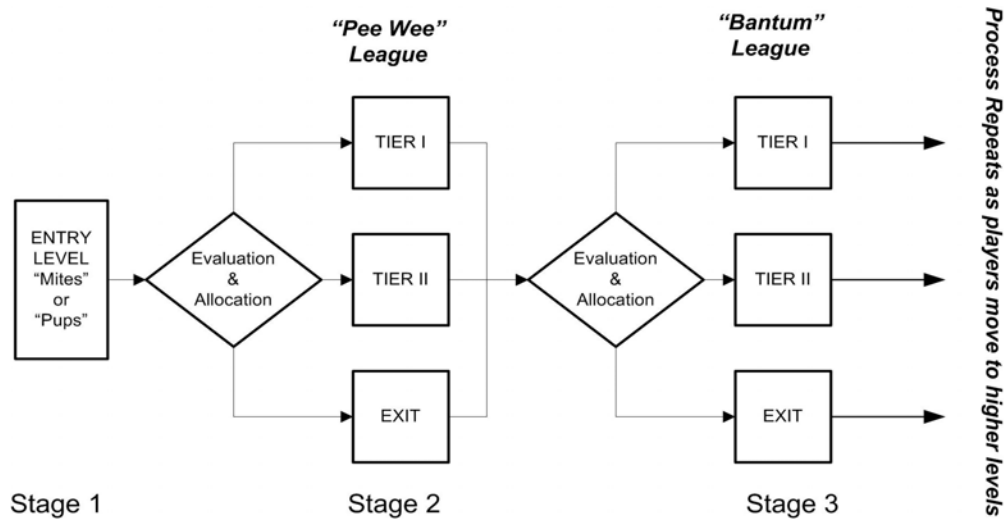 “Pee Wee”
League
“Bantum”
League
TIER I
TIER I
ENTRY
LEVEL
“Mites”
or
“Pups”
Evaluation
&
Allocation
TIER II
Evaluation
&
Allocation
TIER II
EXIT
EXIT
Stage 1
Stage 2
Stage 3
Process Repeats as players move to higher levels